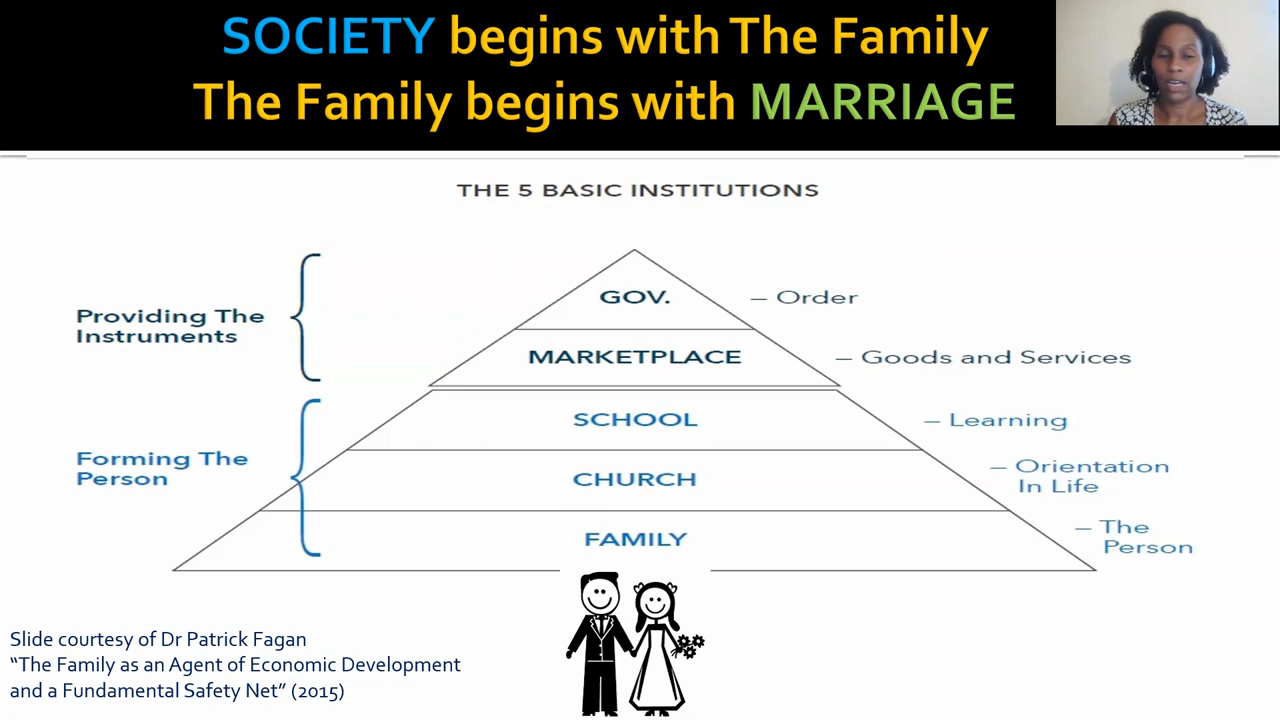 SOCIETY begins with The Family
The Family begins with MARRIAGE
THE 5 BASIC INSTITUTIONS
Providing The
Instruments
GOV.
– Order
MARKETPLACE
– Goods and Services
Forming The
Person
SCHOOL
– Learning
CHURCH
– Orientation
In Life
FAMILY
– The
Person
Slide courtesy of Dr Patrick Fagan
“The Family as an Agent of Economic Development
and a Fundamental Safety Net” (2015)